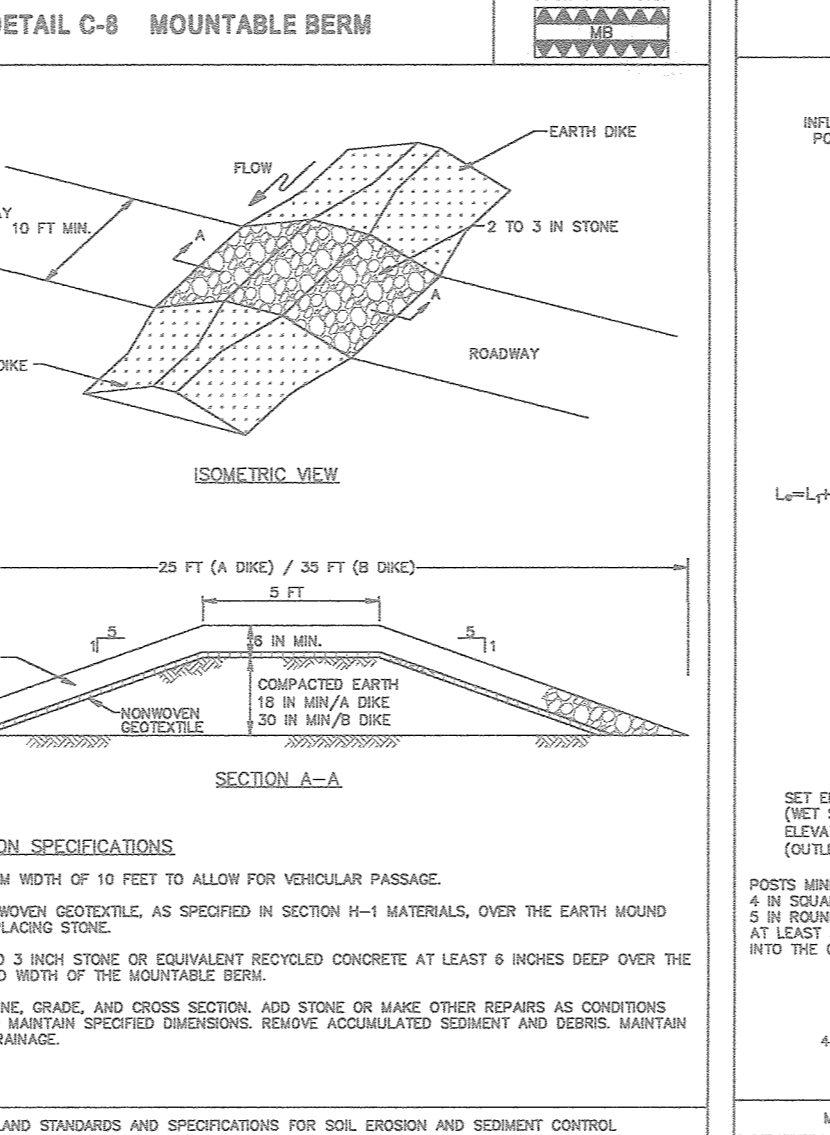 DETAIL C-8 MOUNTABLE BERM
MB
EARTH DIKE
FLOW
10 FT MIN.
A
2 TO 3 IN STONE
A
ROADWAY
DIKE
ISOMETRIC VIEW
25 FT (A DIKE) / 35 FT (B DIKE)
5 FT
5
1
6 IN MIN.
5
1
COMPACTED EARTH
18 IN MIN/A DIKE
30 IN MIN/B DIKE
NONWOVEN
GEOTEXTILE
SECTION A-A
ON SPECIFICATIONS
M WIDTH OF 10 FEET TO ALLOW FOR VEHICULAR PASSAGE.
WOVEN GEOTEXTILE, AS SPECIFIED IN SECTION H-1 MATERIALS, OVER THE EARTH MOUND
LACING STONE.
O 3 INCH STONE OR EQUIVALENT RECYCLED CONCRETE AT LEAST 6 INCHES DEEP OVER THE
D WIDTH OF THE MOUNTABLE BERM.
NE, GRADE, AND CROSS SECTION. ADD STONE OR MAKE OTHER REPAIRS AS CONDITIONS
MAINTAIN SPECIFIED DIMENSIONS. REMOVE ACCUMULATED SEDIMENT AND DEBRIS. MAINTAIN
RAINAGE.
LAND STANDARDS AND SPECIFICATIONS FOR SOIL EROSION AND SEDIMENT CONTROL
INFL
PO
SET E
(WET S
ELEVA
(OUTLE
POSTS MIN
4 IN SQUA
5 IN ROUN
AT LEAST
INTO THE
4